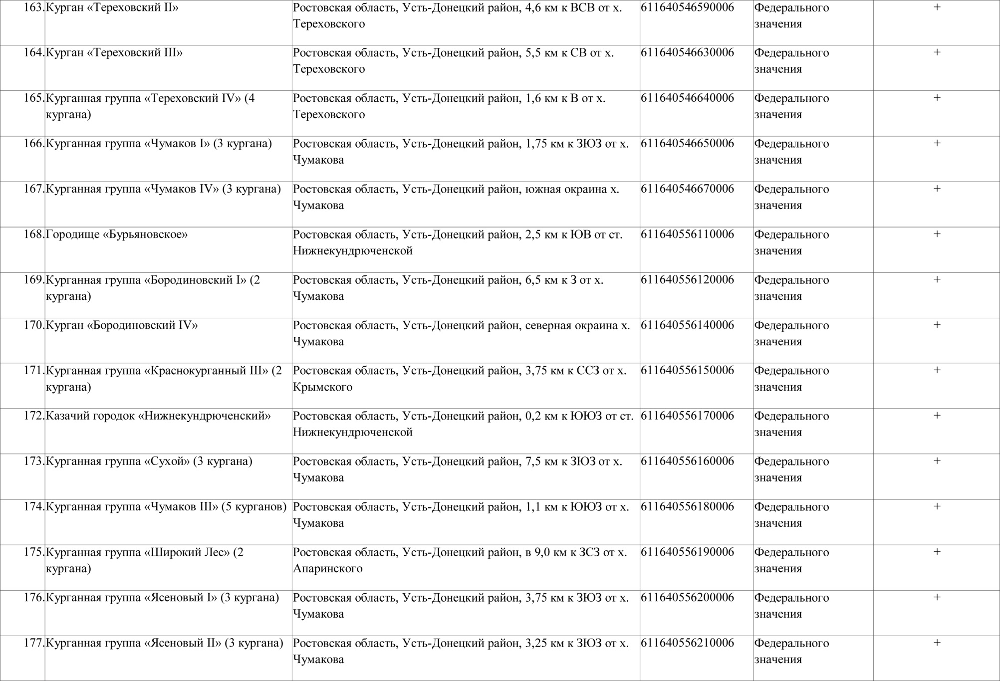 163. Курган «Тереховский II» Ростовская область, Усть-Донецкий район, 4,6 км к ВСВ от х. 611640546590006 Федерального +
Тереховского значения
164. Курган «Тереховский III» Ростовская область, Усть-Донецкий район, 5,5 км к СВ от х. 611640546630006 Федерального +
Тереховского значения
165. Курганная группа «Тереховский IV» (4 Ростовская область, Усть-Донецкий район, 1,6 км к В от х. 611640546640006 Федерального +
кургана) Тереховского значения
166. Курганная группа «Чумаков I» (3 кургана) Ростовская область, Усть-Донецкий район, 1,75 км к ЗЮЗ от х. 611640546650006 Федерального +
Чумакова значения
167. Курганная группа «Чумаков IV» (3 кургана) Ростовская область, Усть-Донецкий район, южная окраина х. 611640546670006 Федерального +
Чумакова значения
168. Городище «Бурьяновское» Ростовская область, Усть-Донецкий район, 2,5 км к ЮВ от ст. 611640556110006 Федерального +
Нижнекундрюченской значения
169. Курганная группа «Бородиновский I» (2 Ростовская область, Усть-Донецкий район, 6,5 км к З от х. 611640556120006 Федерального +
кургана) Чумакова значения
170. Курган «Бородиновский IV» Ростовская область, Усть-Донецкий район, северная окраина х. 611640556140006 Федерального +
Чумакова значения
171. Курганная группа «Краснокурганный III» (2 Ростовская область, Усть-Донецкий район, 3,75 км к ССЗ от х. 611640556150006 Федерального +
кургана) Крымского значения
172. Казачий городок «Нижнекундрюченский» Ростовская область, Усть-Донецкий район, 0,2 км к ЮЮЗ от ст. 611640556170006 Федерального +
Нижнекундрюченской значения
173. Курганная группа «Сухой» (3 кургана) Ростовская область, Усть-Донецкий район, 7,5 км к ЗЮЗ от х. 611640556160006 Федерального +
Чумакова значения
174. Курганная группа «Чумаков III» (5 курганов) Ростовская область, Усть-Донецкий район, 1,1 км к ЮЮЗ от х. 611640556180006 Федерального +
Чумакова значения
175. Курганная группа «Широкий Лес» (2 Ростовская область, Усть-Донецкий район, в 9,0 км к ЗСЗ от х. 611640556190006 Федерального +
кургана) Апаринского значения
176. Курганная группа «Ясеновый I» (3 кургана) Ростовская область, Усть-Донецкий район, 3,75 км к ЗЮЗ от х. 611640556200006 Федерального +
Чумакова значения
177. Курганная группа «Ясеновый II» (3 кургана) Ростовская область, Усть-Донецкий район, 3,25 км к ЗЮЗ от х. 611640556210006 Федерального +
Чумакова значения